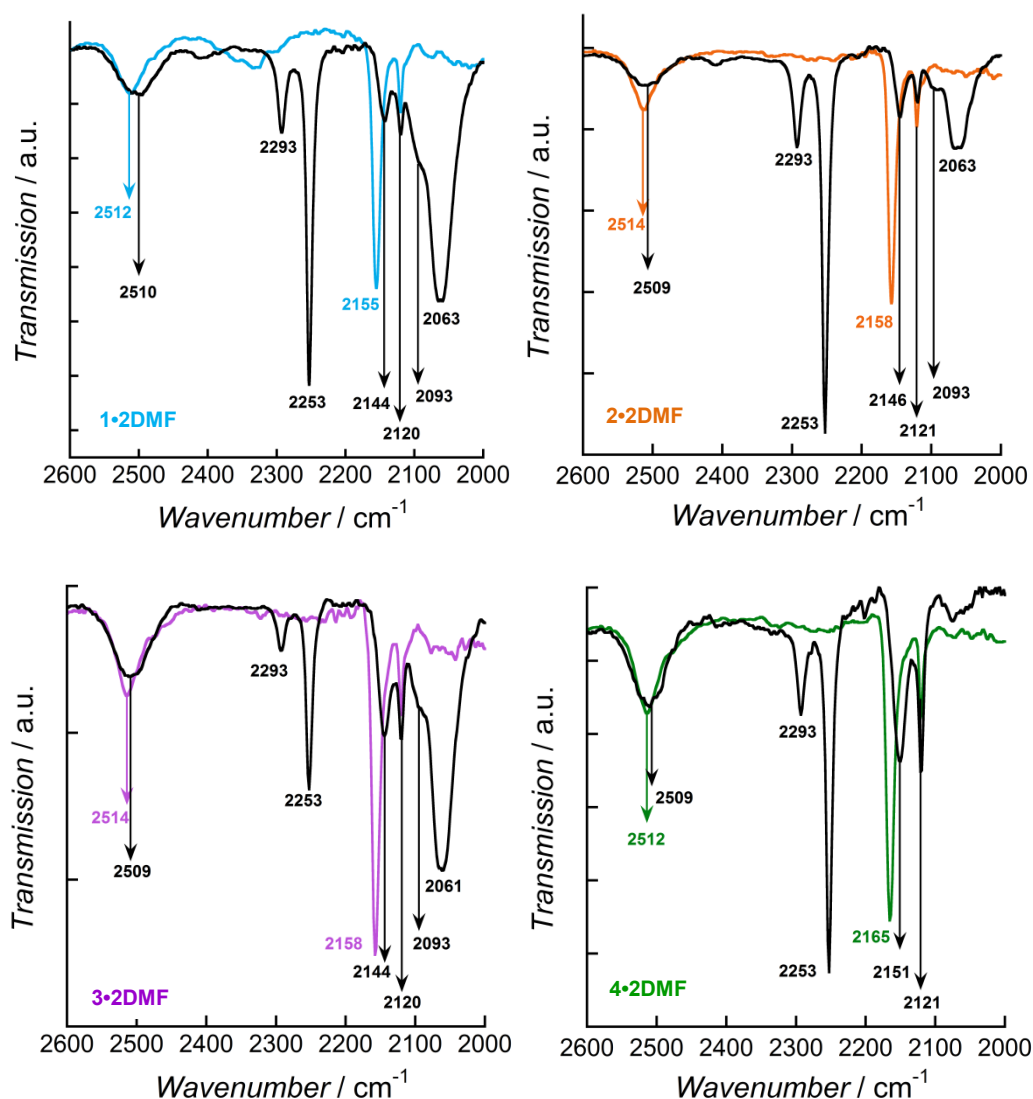 Transmission / a.u.
2512
2510
2293
2253
2155
2144
2120
2093
2063
1•2DMF
2600 2500 2400 2300 2200 2100 2000
Wavenumber / cm-1
Transmission / a.u.
2514
2509
2293
2253
2158
2146
2121
2093
2063
2•2DMF
2600 2500 2400 2300 2200 2100 2000
Wavenumber / cm-1
Transmission / a.u.
2514
2509
2293
2253
2158
2144
2120
2093
2061
3•2DMF
2600 2500 2400 2300 2200 2100 2000
Wavenumber / cm-1
Transmission / a.u.
2512
2509
2293
2253
2165
2151
2121
4•2DMF
2600 2500 2400 2300 2200 2100 2000
Wavenumber / cm-1